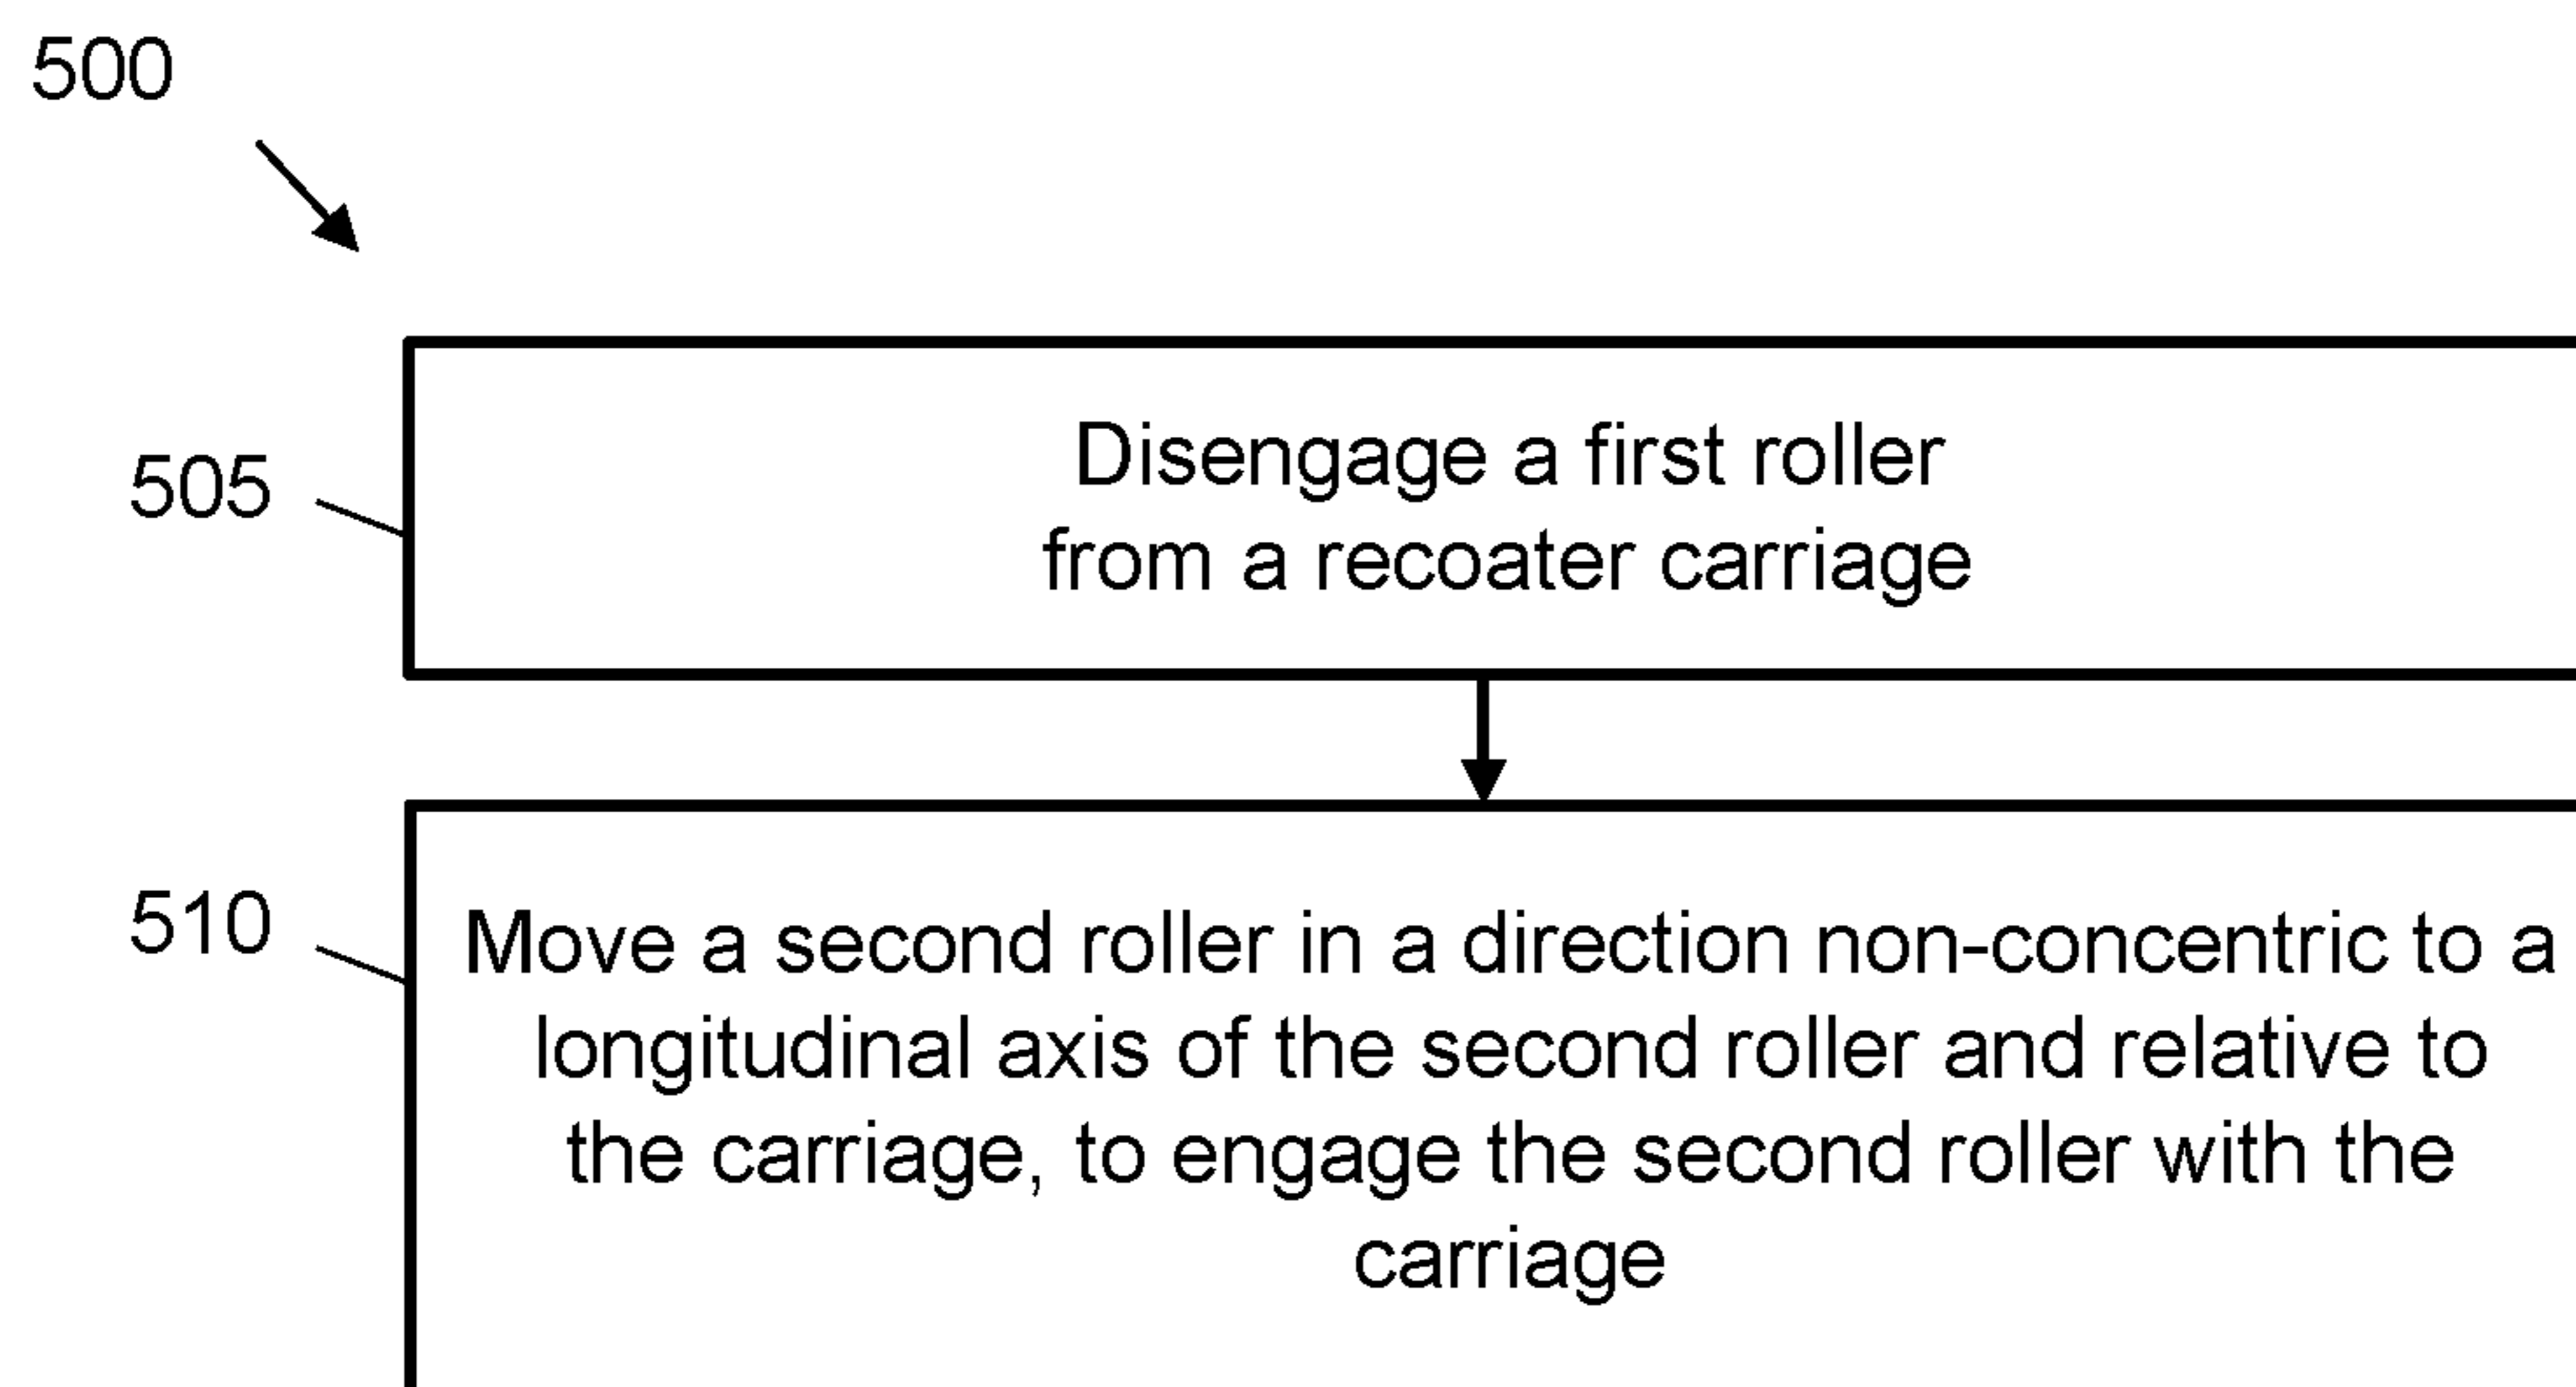 500
505
Disengage a first roller
from a recoater carriage
510
Move a second roller in a direction non-concentric to a
longitudinal axis of the second roller and relative to
the carriage, to engage the second roller with the
carriage